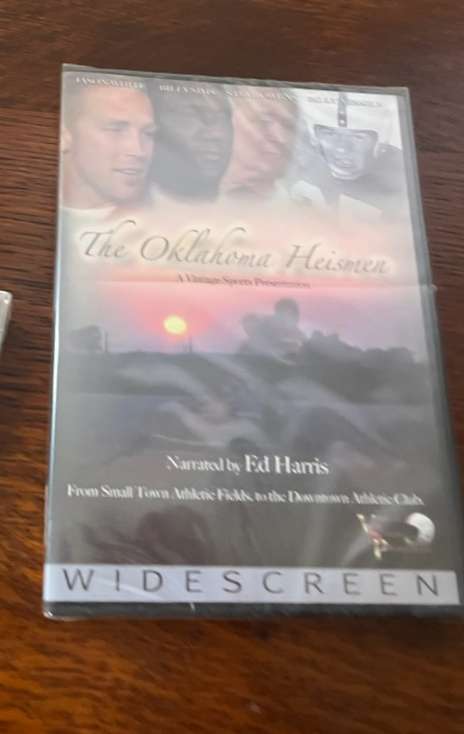 JASON WHITE BILLY SIMS STEVE OWENS BILLY VESSELS
The Oklahoma Heismen
A Vintage Sports Presentation
Narrated by Ed Harris
From Small Town Athletic Fields, to the Downtown Athletic Club.
WIDESCREEN